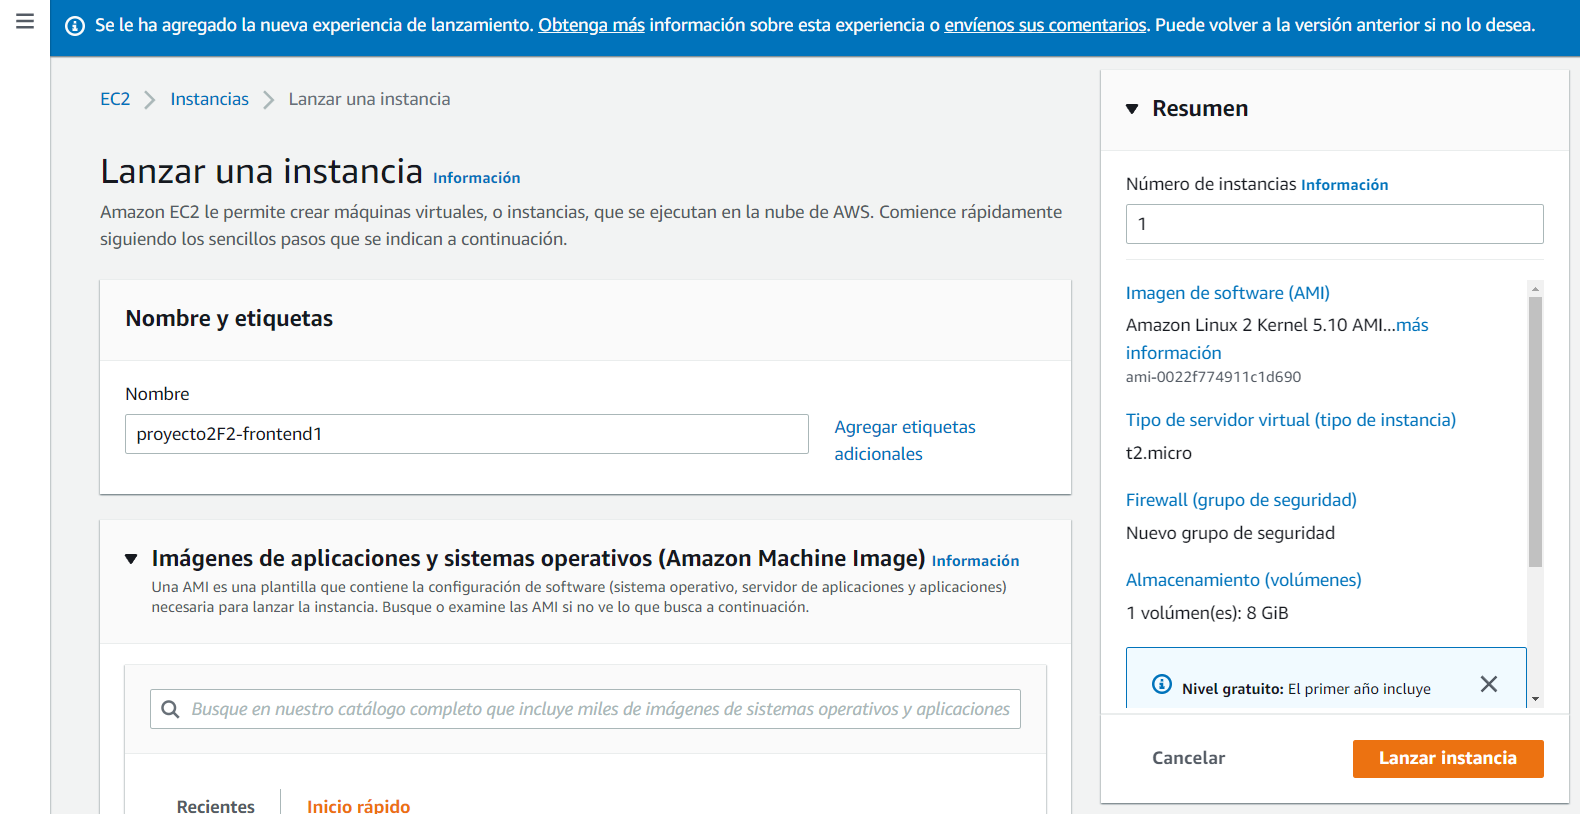 Se le ha agregado la nueva experiencia de lanzamiento. Obtenga más información sobre esta experiencia o envíenos sus comentarios. Puede volver a la versión anterior si no lo desea.
EC2 > Instancias > Lanzar una instancia
Lanzar una instancia Información
Amazon EC2 le permite crear máquinas virtuales, o instancias, que se ejecutan en la nube de AWS. Comience rápidamente
siguiendo los sencillos pasos que se indican a continuación.
Nombre y etiquetas
Nombre
proyecto2F2-frontend1
Agregar etiquetas
adicionales
Imágenes de aplicaciones y sistemas operativos (Amazon Machine Image) Información
Una AMI es una plantilla que contiene la configuración de software (sistema operativo, servidor de aplicaciones y aplicaciones)
necesaria para lanzar la instancia. Busque o examine las AMI si no ve lo que busca a continuación.
Busque en nuestro catálogo completo que incluye miles de imágenes de sistemas operativos y aplicaciones
Recientes
Inicio rápido
Resumen
Número de instancias Información
1
Imagen de software (AMI)
Amazon Linux 2 Kernel 5.10 AMI...más
información
ami-0022f774911c1d690
Tipo de servidor virtual (tipo de instancia)
t2.micro
Firewall (grupo de seguridad)
Nuevo grupo de seguridad
Almacenamiento (volúmenes)
1 volúmen(es): 8 GiB
Nivel gratuito: El primer año incluye
Cancelar
Lanzar instancia